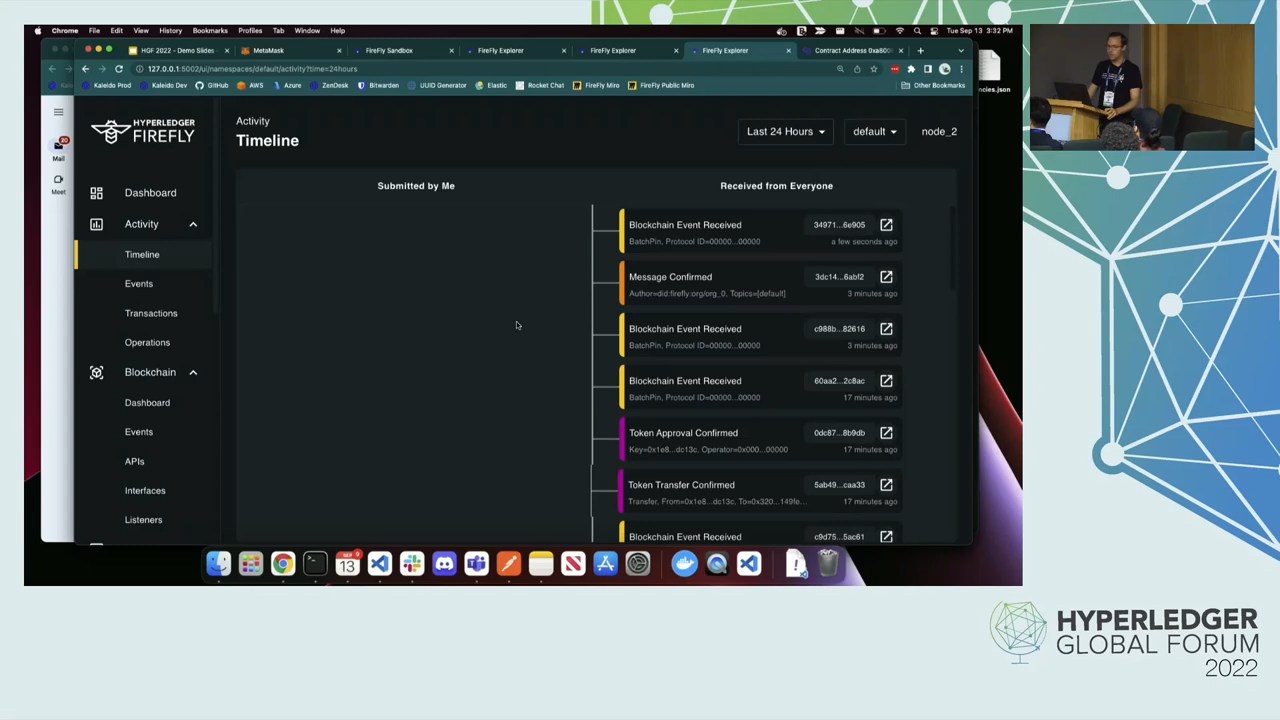 Chrome File Edit View History Bookmarks Profiles Tab Window Help Tue Sep 13 3:32 PM
HGF 2022 - Demo Slides
MetaMask
FireFly Sandbox
FireFly Explorer
FireFly Explorer
FireFly Explorer
Contract Address 0xa800
127.0.0.1:5002/ui/namespaces/default/activity?time=24hours
Kaleido Prod
Kaleido Dev
GitHub
AWS
Azure
ZenDesk
Bitwarden
UUID Generator
Elastic
Rocket Chat
FireFly Miro
FireFly Public Miro
Other Bookmarks
encies.json
Mail
Meet
HYPERLEDGER
FIREFLY
Dashboard
Activity
Timeline
Events
Transactions
Operations
Blockchain
Dashboard
Events
APIs
Interfaces
Listeners
Activity
Timeline
Last 24 Hours
default
node_2
Submitted by Me
Received from Everyone
Blockchain Event Received 34971...6e905
BatchPin, Protocol ID=00000...00000 a few seconds ago
Message Confirmed 3dc14...6abf2
Author=did:firefly:org/org_0, Topics=[default] 3 minutes ago
Blockchain Event Received c988b...82616
BatchPin, Protocol ID=00000...00000 3 minutes ago
Blockchain Event Received 60aa2...2c8ac
BatchPin, Protocol ID=00000...00000 17 minutes ago
Token Approval Confirmed 0dc87...8b9db
Key=0x1e8...dc13c, Operator=0x000...00000 17 minutes ago
Token Transfer Confirmed 5ab49...caa33
Transfer, From=0x1e8...dc13c, To=0x320...149fe... 17 minutes ago
Blockchain Event Received c9d75...5ac61
SEP
13
HYPERLEDGER
GLOBAL FORUM
2022